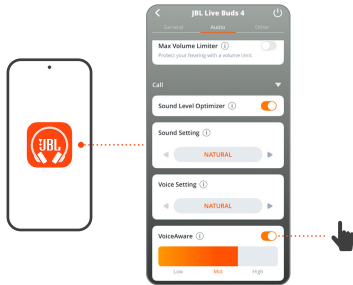 JBL Live Buds 4
General Audio Other
Max Volume Limiter
Protect your hearing with a volume limit.
Call
Sound Level Optimizer
Sound Setting
NATURAL
JBL
Voice Setting
NATURAL
VoiceAware
Low Mid High